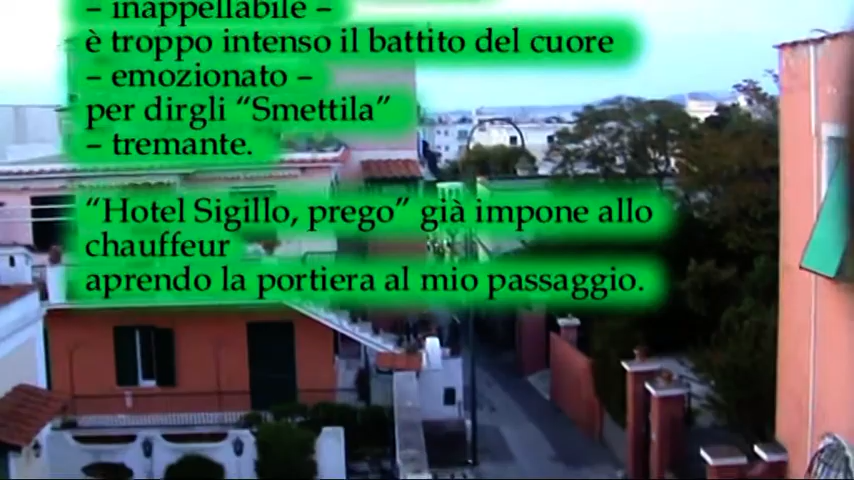 – inappellabile –
è troppo intenso il battito del cuore
– emozionato –
per dirgli “Smettila”
– tremante.
“Hotel Sigillo, prego” già impone allo
chauffeur
aprendo la portiera al mio passaggio.